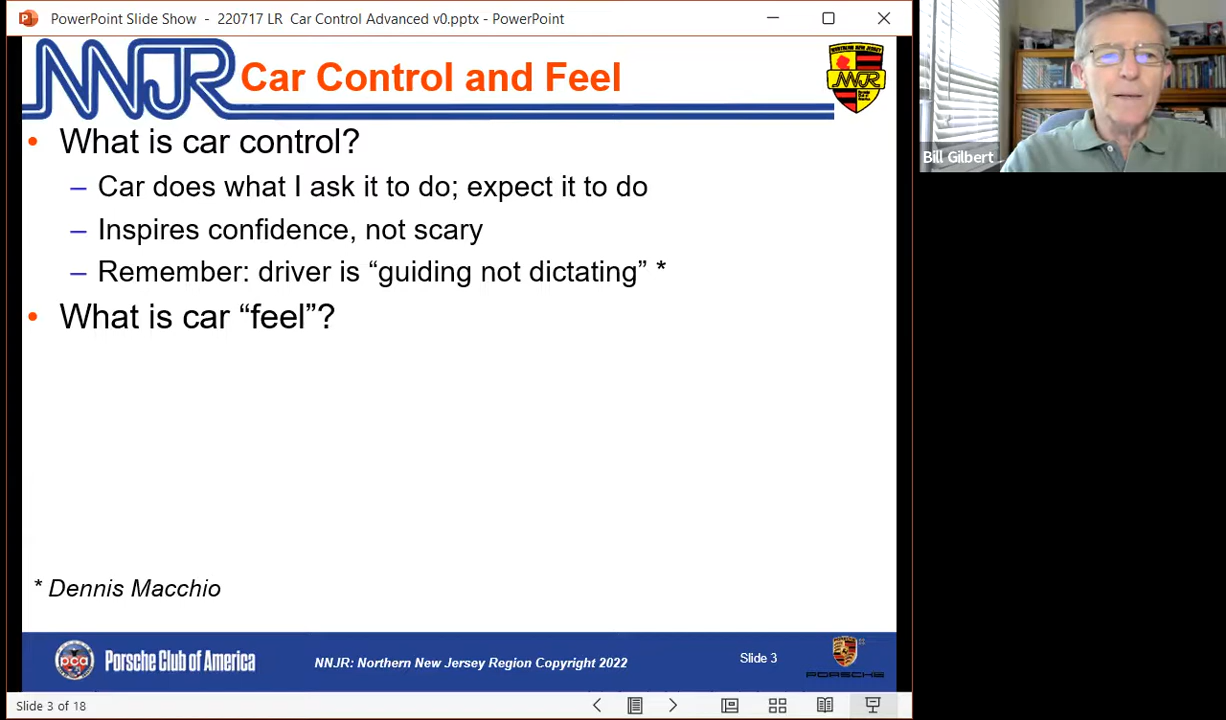 PowerPoint Slide Show - 220717 LR Car Control Advanced v0.pptx - PowerPoint
NNJR Car Control and Feel
NNJR
• What is car control?
– Car does what I ask it to do; expect it to do
– Inspires confidence, not scary
– Remember: driver is “guiding not dictating” *
• What is car “feel”?
* Dennis Macchio
pca Porsche Club of America
NNJR: Northern New Jersey Region Copyright 2022
Slide 3
PORSCHE
Slide 3 of 18
Bill Gilbert